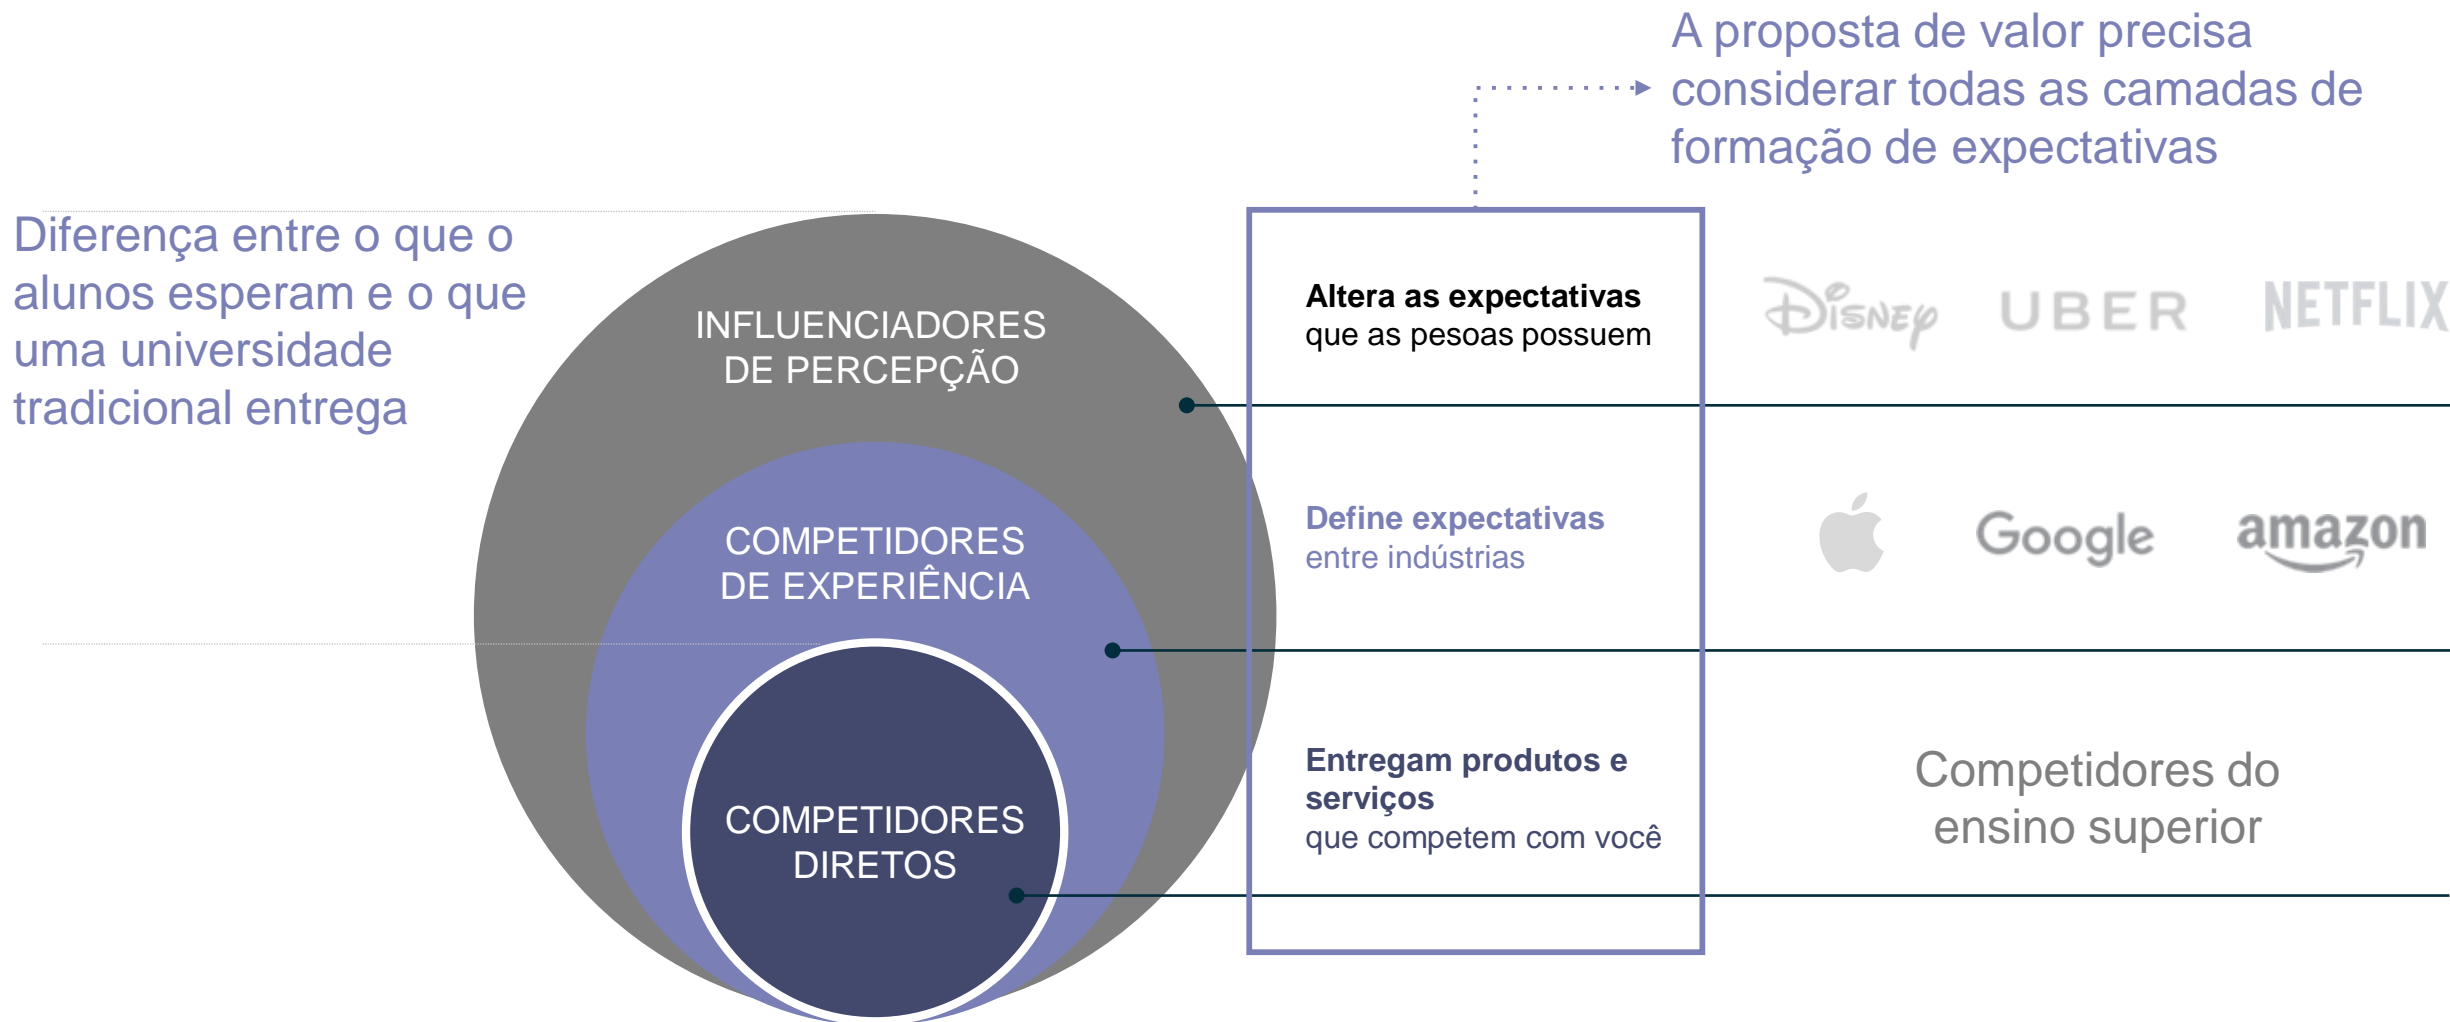 A proposta de valor precisa
considerar todas as camadas de
formação de expectativas
Diferença entre o que o
alunos esperam e o que
uma universidade
tradicional entrega
INFLUENCIADORES
DE PERCEPÇÃO
Altera as expectativas
que as pesoas possuem
DISNEY
UBER
NETFLIX
COMPETIDORES
DE EXPERIÊNCIA
Define expectativas
entre indústrias
Google
amazon
COMPETIDORES
DIRETOS
Entregam produtos e
serviços
que competem com você
Competidores do
ensino superior